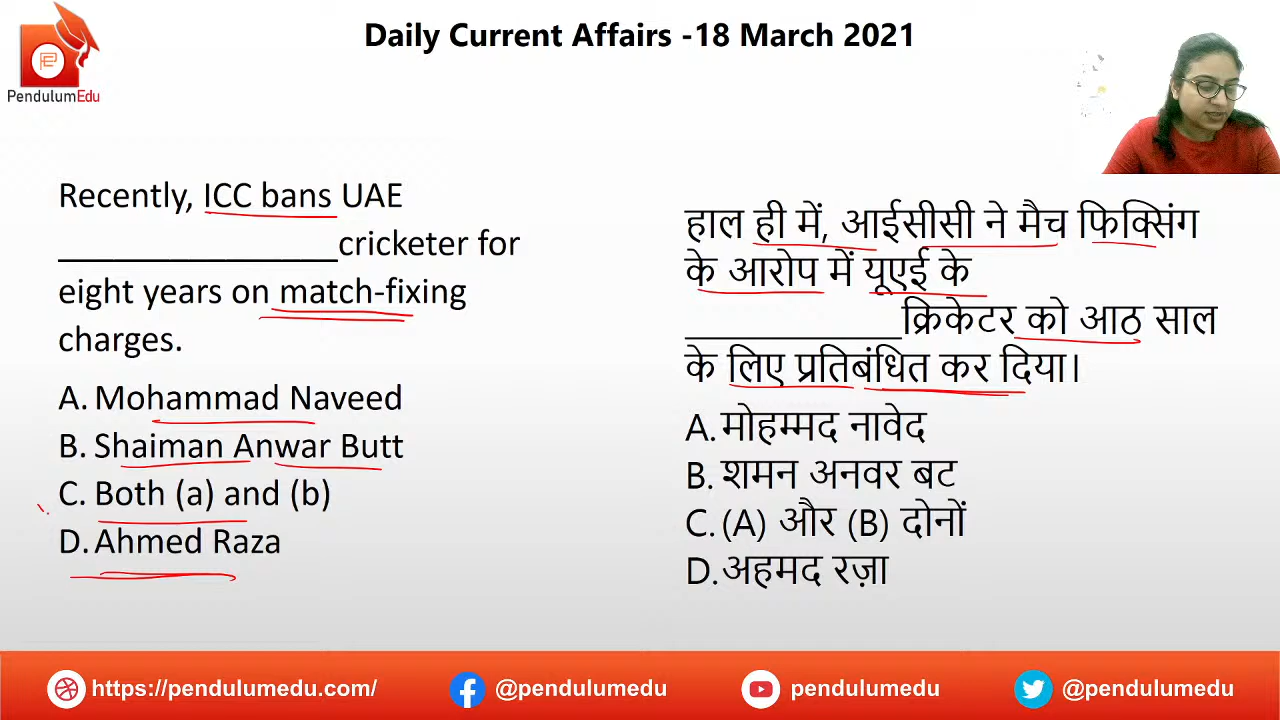 Daily Current Affairs -18 March 2021
PendulumEdu
Recently, ICC bans UAE
________________cricketer for
eight years on match-fixing
charges.
A. Mohammad Naveed
B. Shaiman Anwar Butt
C. Both (a) and (b)
D. Ahmed Raza
हाल ही में, आईसीसी ने मैच फिक्सिंग
के आरोप में यूएई के
____________क्रिकेटर को आठ साल
के लिए प्रतिबंधित कर दिया।
A. मोहम्मद नावेद
B. शमन अनवर बट
C. (A) और (B) दोनों
D. अहमद रज़ा
https://pendulumedu.com/
@pendulumedu
pendulumedu
@pendulumedu